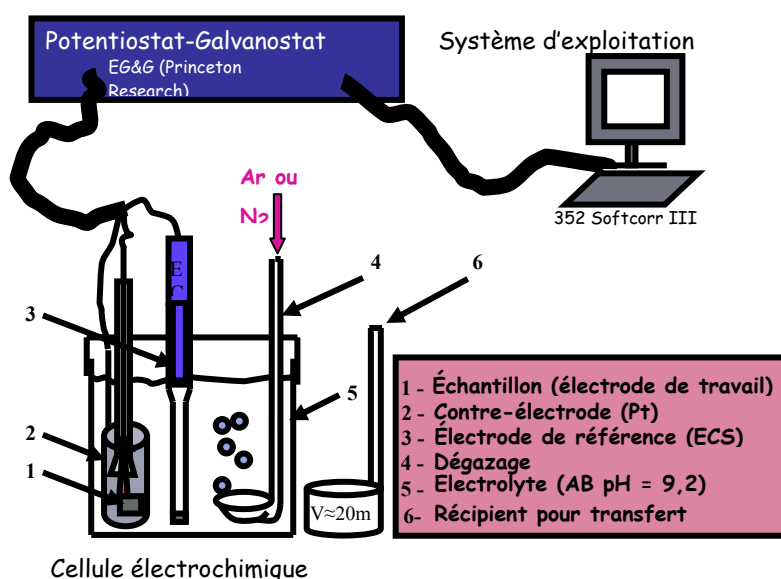 Potentiostat-Galvanostat
EG&G (Princeton
Research)
Système d'exploitation
352 Softcorr III
Ar ou
N2
E
C
4
6
3
5
2
1
V≈20m
1 - Échantillon (électrode de travail)
2 - Contre-électrode (Pt)
3 - Électrode de référence (ECS)
4 - Dégazage
5 - Electrolyte (AB pH = 9,2)
6- Récipient pour transfert
Cellule électrochimique